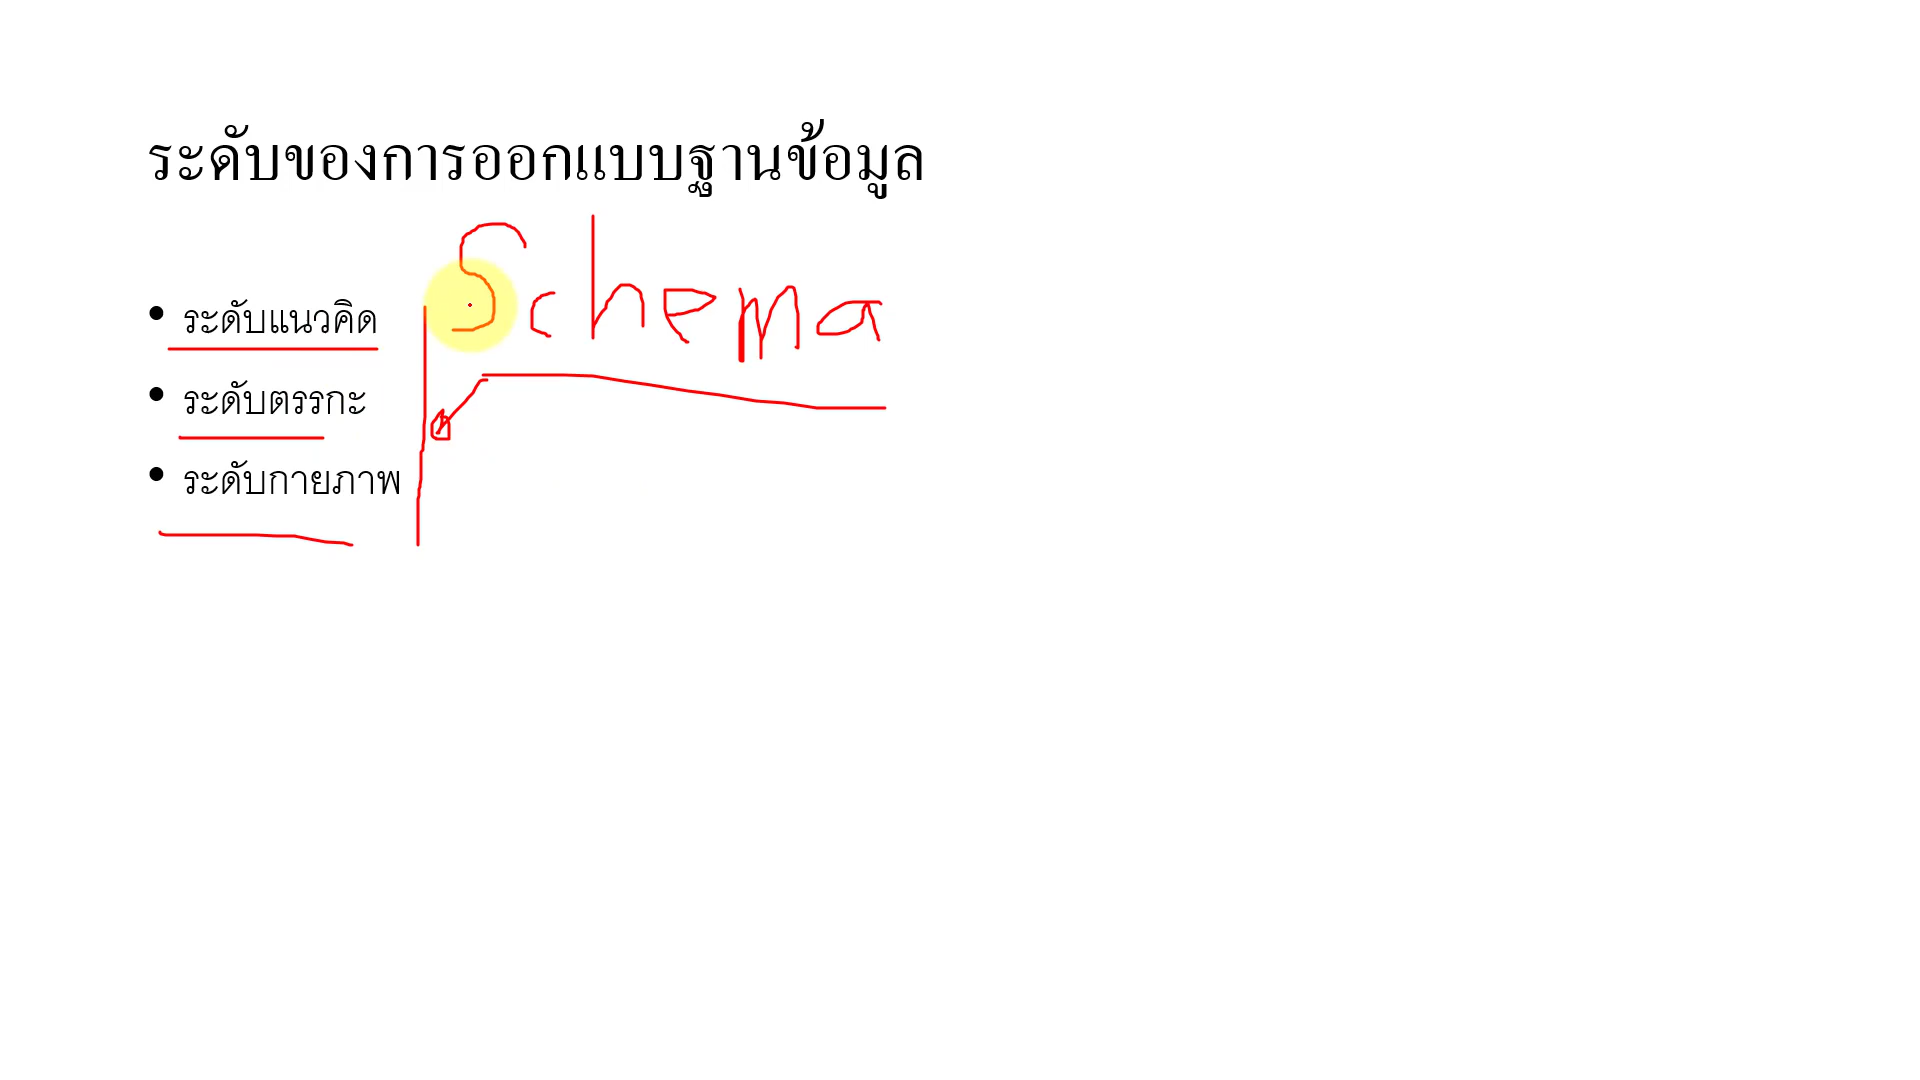 ระดับของการออกแบบฐานข้อมูล
Schema
• ระดับแนวคิด
• ระดับตรรกะ
• ระดับกายภาพ